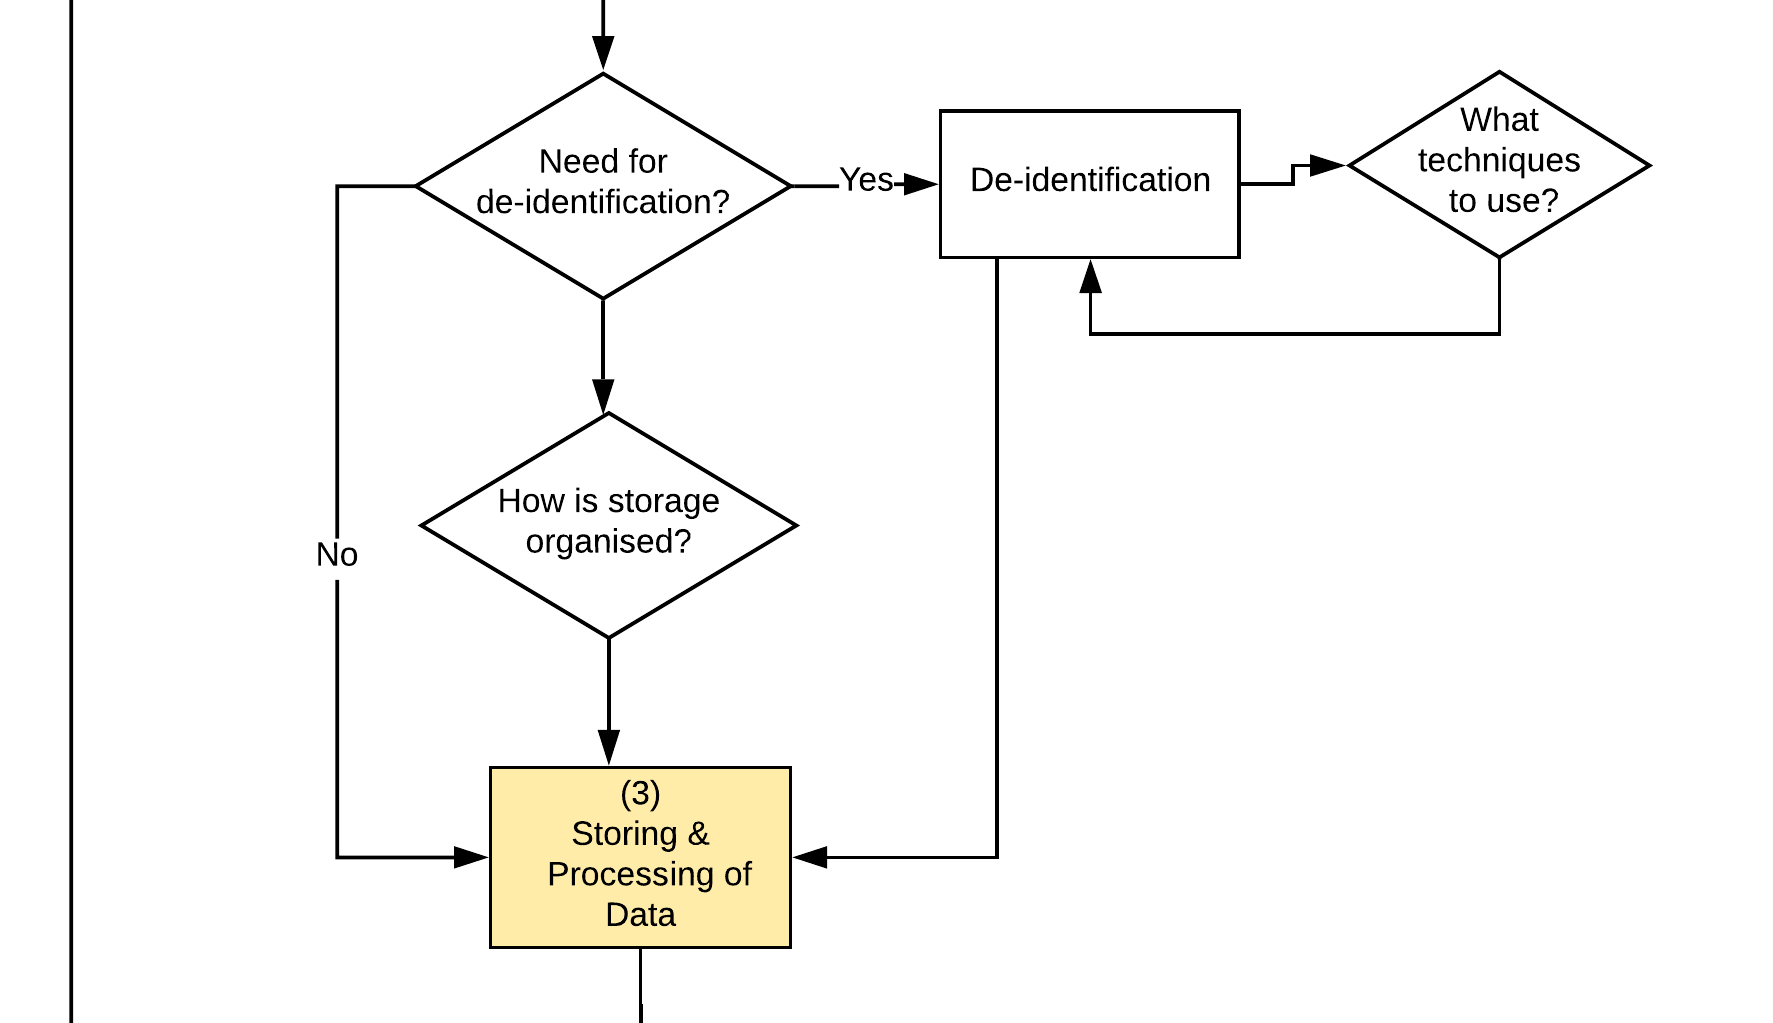 Need for
de-identification?
Yes
De-identification
What
techniques
to use?
How is storage
organised?
No
(3)
Storing &
Processing of
Data